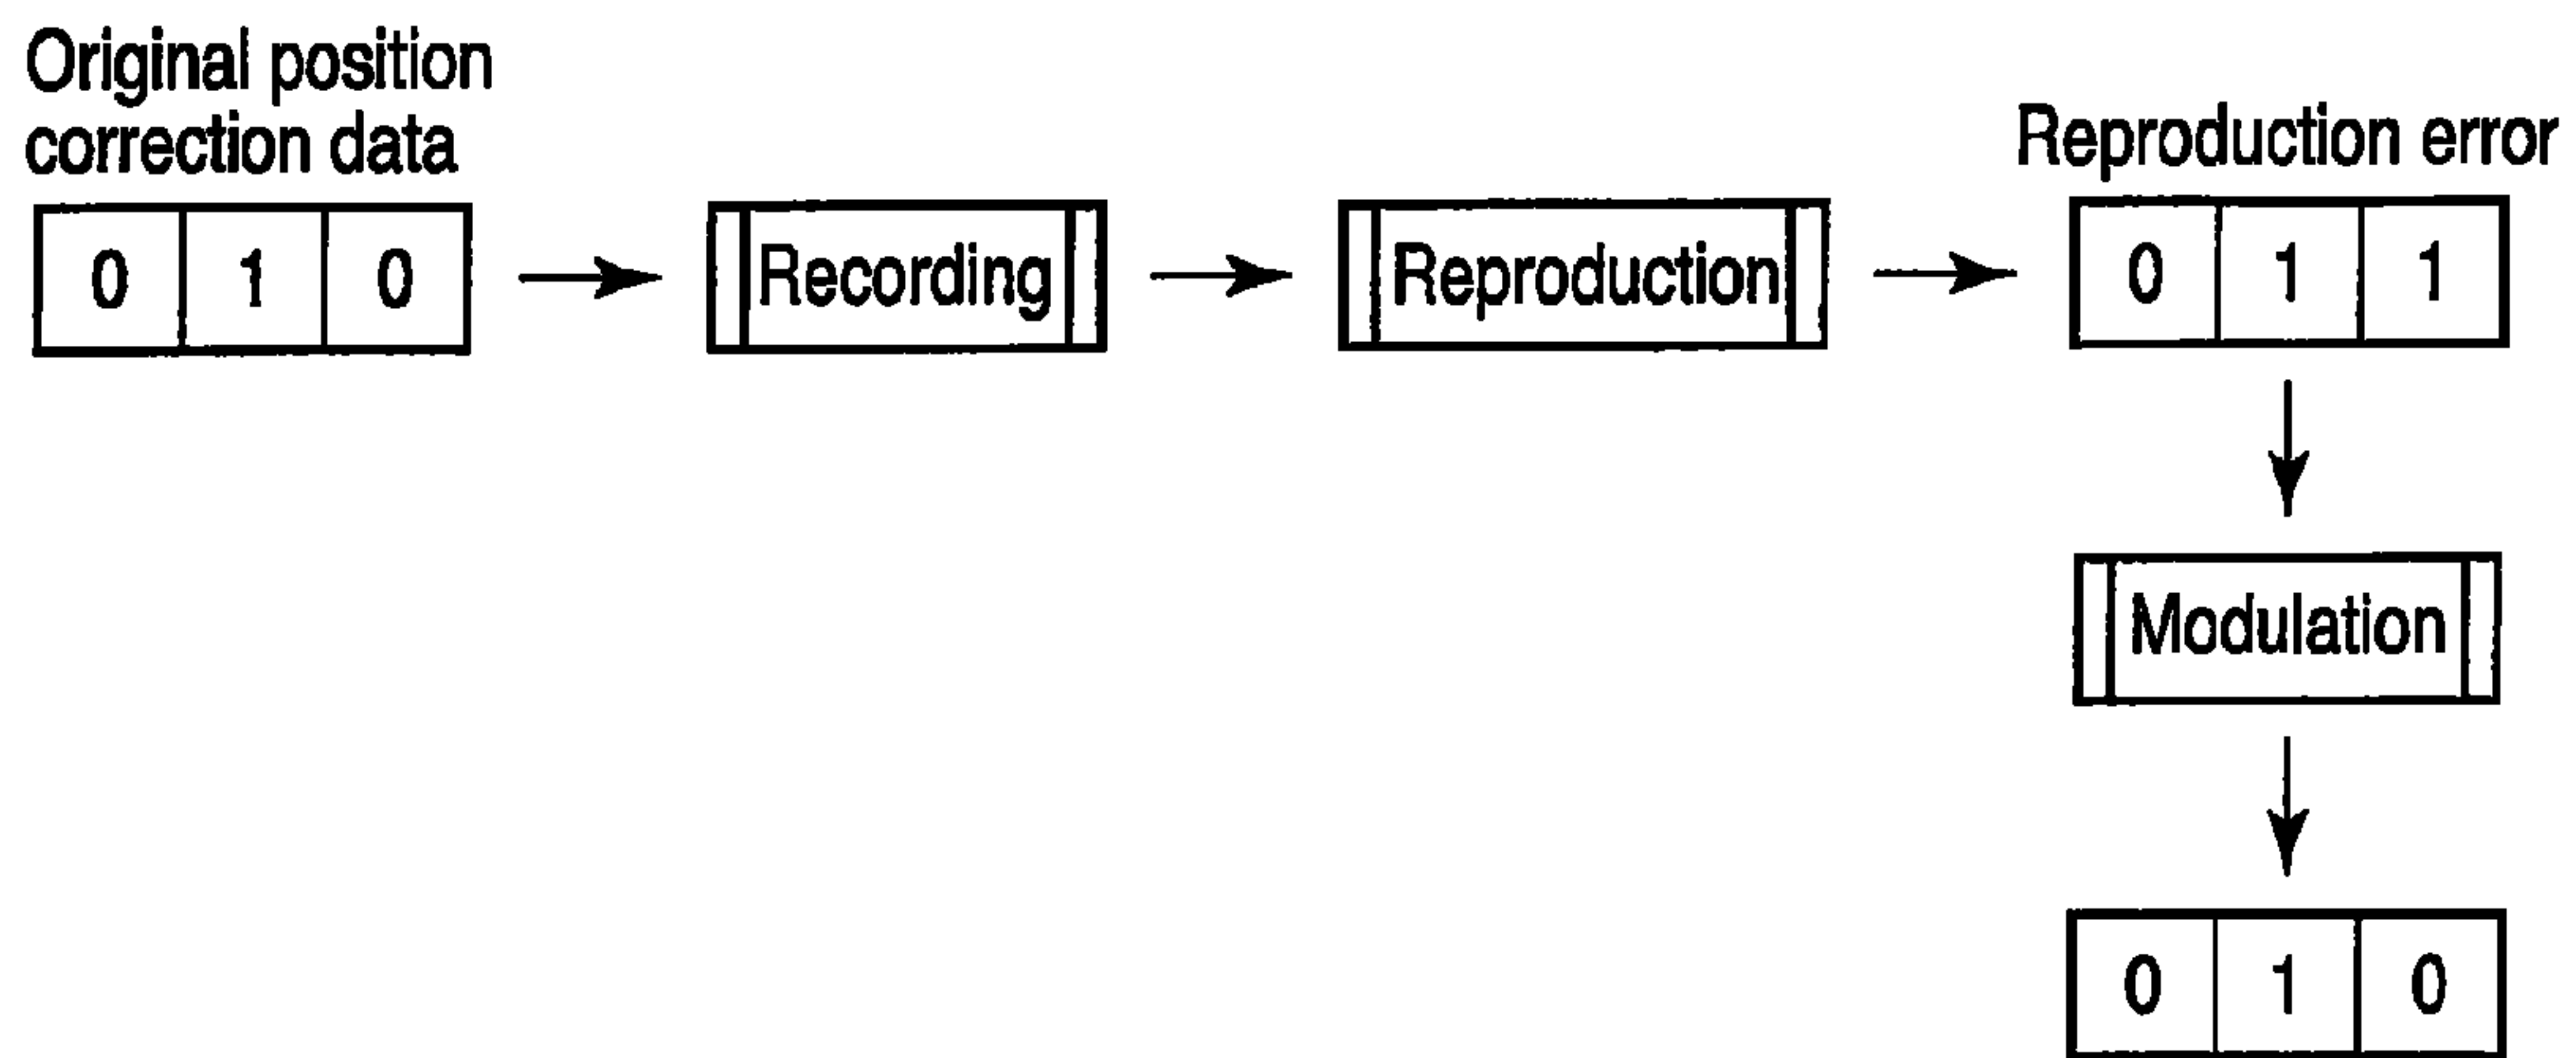 Original position
correction data
0 1 0
Recording
Reproduction
Reproduction error
0 1 1
Modulation
0 1 0